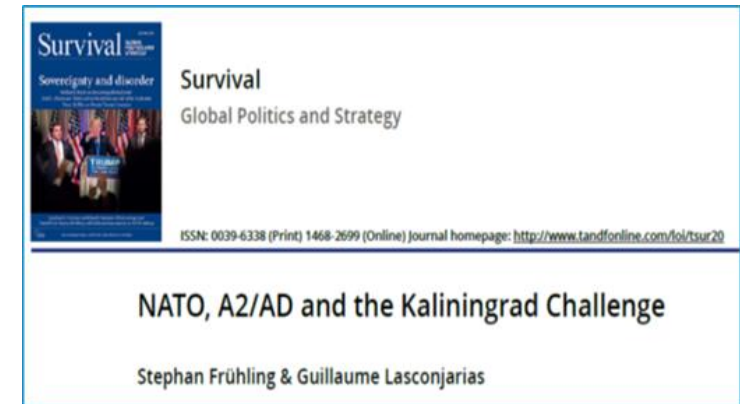 Survival
Sovereignty and disorder
TRUMP
Survival
Global Politics and Strategy
ISSN: 0039-6338 (Print) 1468-2699 (Online) Journal homepage: http://www.tandfonline.com/loi/tsur20
NATO, A2/AD and the Kaliningrad Challenge
Stephan Frühling & Guillaume Lasconjarias